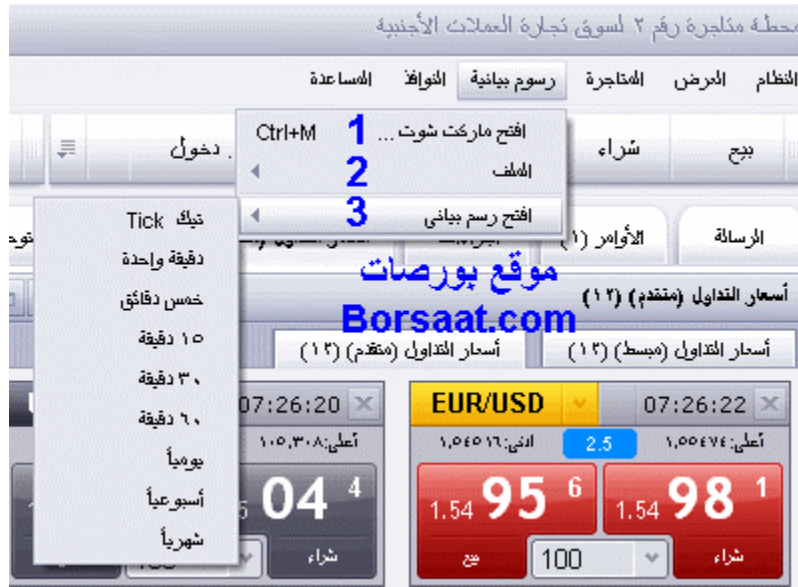 محطة متاجرة رقم ٢ لسوق تجارة العملات الأجنبية
النظام العرض المتاجرة رسوم بيانية النوافذ المساعدة
افتح ماركت شوت... 1 Ctrl+M
الملف 2
افتح رسم بياني 3
بيع شراء دخول
تيك Tick
دقيقة واحدة
خمس دقائق
١٥ دقيقة
٣٠ دقيقة
٦٠ دقيقة
يومياً
أسبوعياً
شهرياً
الرسالة الأوامر (١)
موقع بورصات
Borsaat.com
أسعار التداول (متقدم) (١٢)
أسعار التداول (مبسط) (١٢) أسعار التداول (متقدم) (١٢)
EUR/USD 07:26:22
07:26:20
أعلى:١,٥٥٤٧٤ 2.5 ادنى:١,٥٤٥١٦
أعلى:١٠٥,٣٠٨
1.54 95 6 1.54 98 1
04 4
بيع 100 شراء
شراء